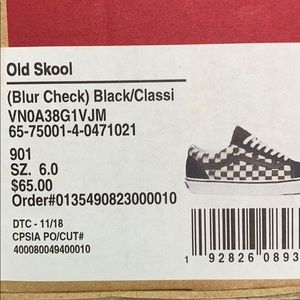 Old Skool
(Blur Check) Black/Classi
VN0A38G1VJM
65-75001-4-0471021
901
SZ. 6.0
$65.00
Order#0135490823000010
DTC - 11/18
CPSIA PO/CUT#
400080049400010
1 92826 0893